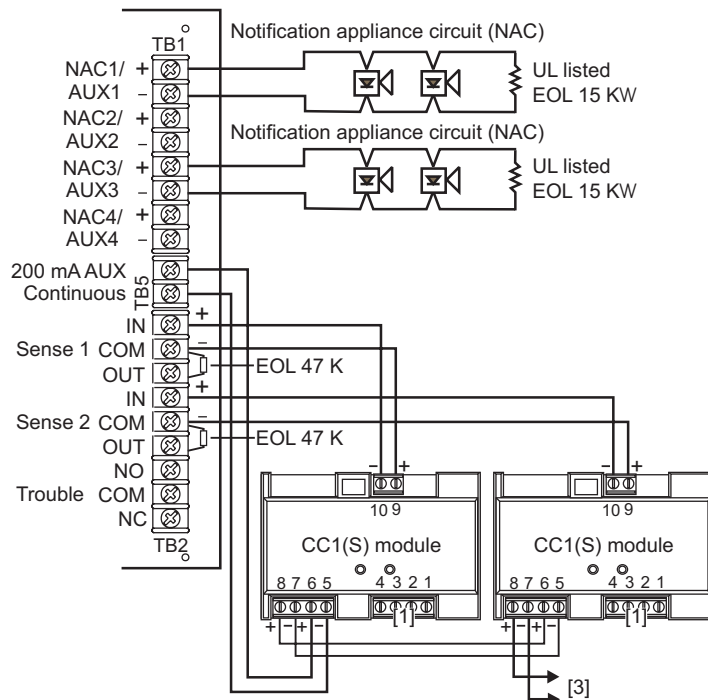 TB1
Notification appliance circuit (NAC)
NAC1/ +
AUX1 –
UL listed
EOL 15 KW
NAC2/ +
AUX2 –
Notification appliance circuit (NAC)
NAC3/ +
AUX3 –
UL listed
EOL 15 KW
NAC4/ +
AUX4 –
200 mA AUX
Continuous
TB5
+
IN
Sense 1 COM –
OUT
EOL 47 K
+
IN
Sense 2 COM –
OUT
EOL 47 K
NO
Trouble COM
NC
TB2
– +
10 9
CC1(S) module
8 7 6 5 4 3 2 1
[1]
+ – + –
– +
10 9
CC1(S) module
8 7 6 5 4 3 2 1
[1]
+ – + –
[3]